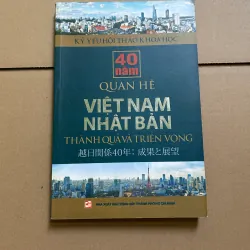 KỶ YẾU HỘI THẢO KHOA HỌC
40
năm
QUAN HỆ
VIỆT NAM
NHẬT BẢN
THÀNH QUẢ VÀ TRIỂN VỌNG
越日関係40年：成果と展望